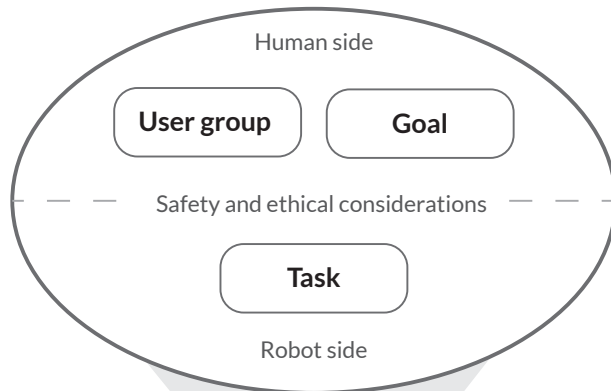 Human side
User group
Goal
Safety and ethical considerations
Task
Robot side